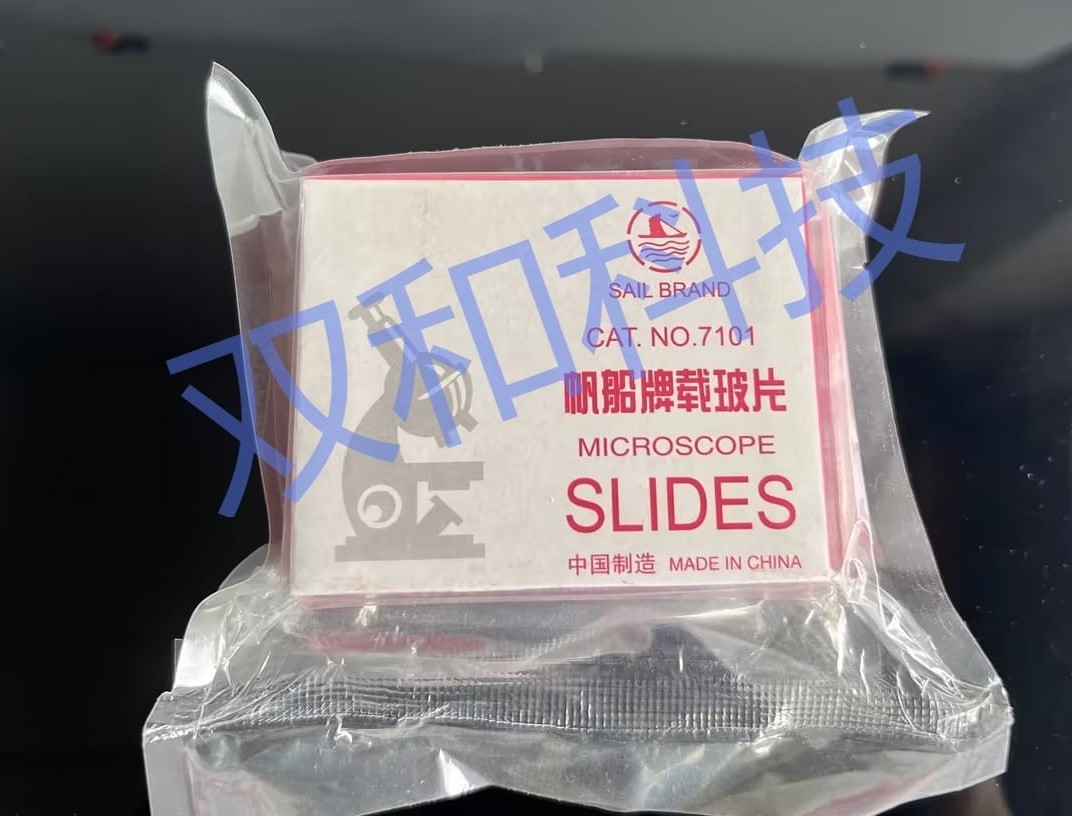 SAIL BRAND
CAT. NO.7101
帆船牌载玻片
MICROSCOPE
SLIDES
中国制造 MADE IN CHINA
双和科技